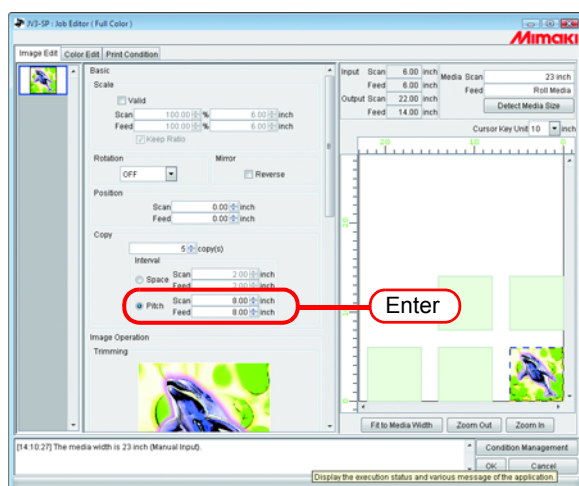 JV3-SP : Job Editor ( Full Color )
Mimaki
Image Edit Color Edit Print Condition
Basic
Scale
Valid
Scan 100.00 % 6.00 inch
Feed 100.00 % 6.00 inch
Keep Ratio
Rotation Mirror
OFF Reverse
Position
Scan 0.00 inch
Feed 0.00 inch
Copy
5 copy(s)
Interval
Space Scan 2.00 inch
Feed 2.00 inch
Pitch Scan 8.00 inch
Feed 8.00 inch
Image Operation
Trimming
Input Scan 6.00 inch
Feed 6.00 inch
Output Scan 22.00 inch
Feed 14.00 inch
Media Scan 23 inch
Feed Roll Media
Detect Media Size
Cursor Key Unit 10 inch
20 10 0
20
10
0
Enter
Fit to Media Width Zoom Out Zoom In
[14:10:27] The media width is 23 inch (Manual Input).
Condition Management
OK Cancel
Display the execution status and various message of the application.